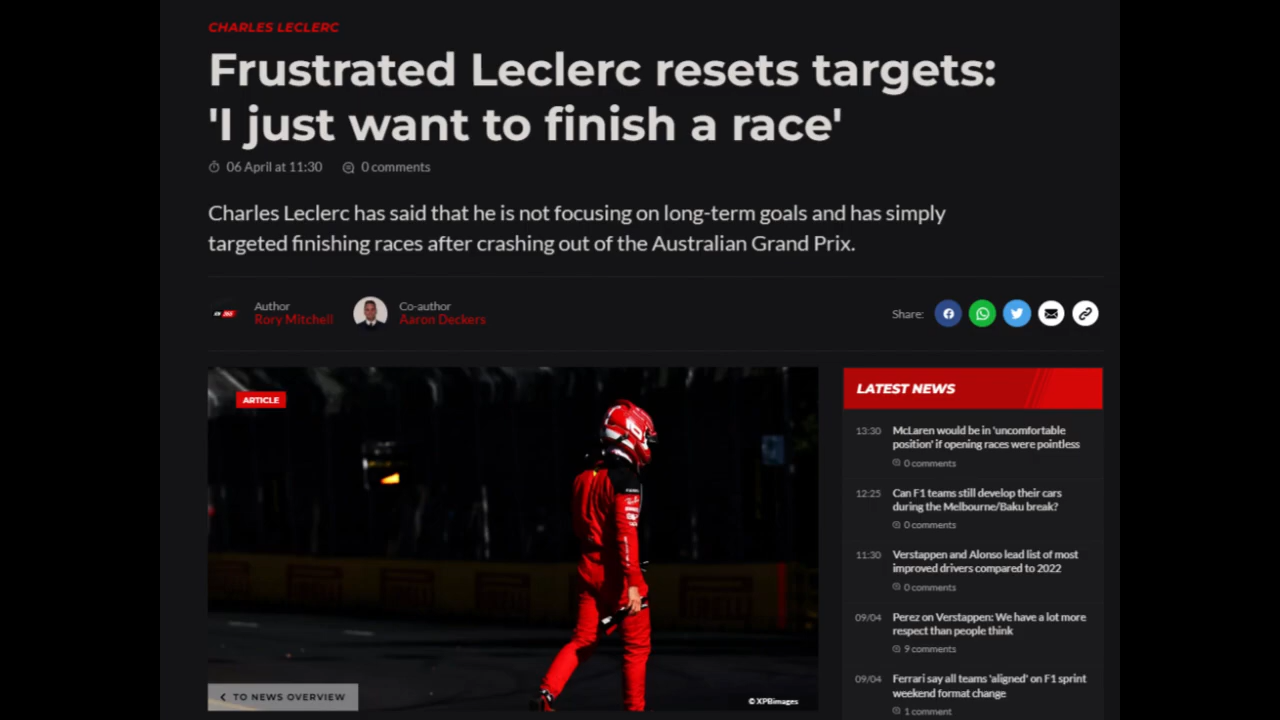 CHARLES LECLERC
Frustrated Leclerc resets targets:
'I just want to finish a race'
06 April at 11:30 0 comments
Charles Leclerc has said that he is not focusing on long-term goals and has simply
targeted finishing races after crashing out of the Australian Grand Prix.
Author
Rory Mitchell
Co-author
Aaron Deckers
Share:
ARTICLE
PIRELLI
TO NEWS OVERVIEW
© XPBimages
LATEST NEWS
13:30 McLaren would be in 'uncomfortable
position' if opening races were pointless
0 comments
12:25 Can F1 teams still develop their cars
during the Melbourne/Baku break?
0 comments
11:30 Verstappen and Alonso lead list of most
improved drivers compared to 2022
0 comments
09/04 Perez on Verstappen: We have a lot more
respect than people think
9 comments
09/04 Ferrari say all teams 'aligned' on F1 sprint
weekend format change
1 comment